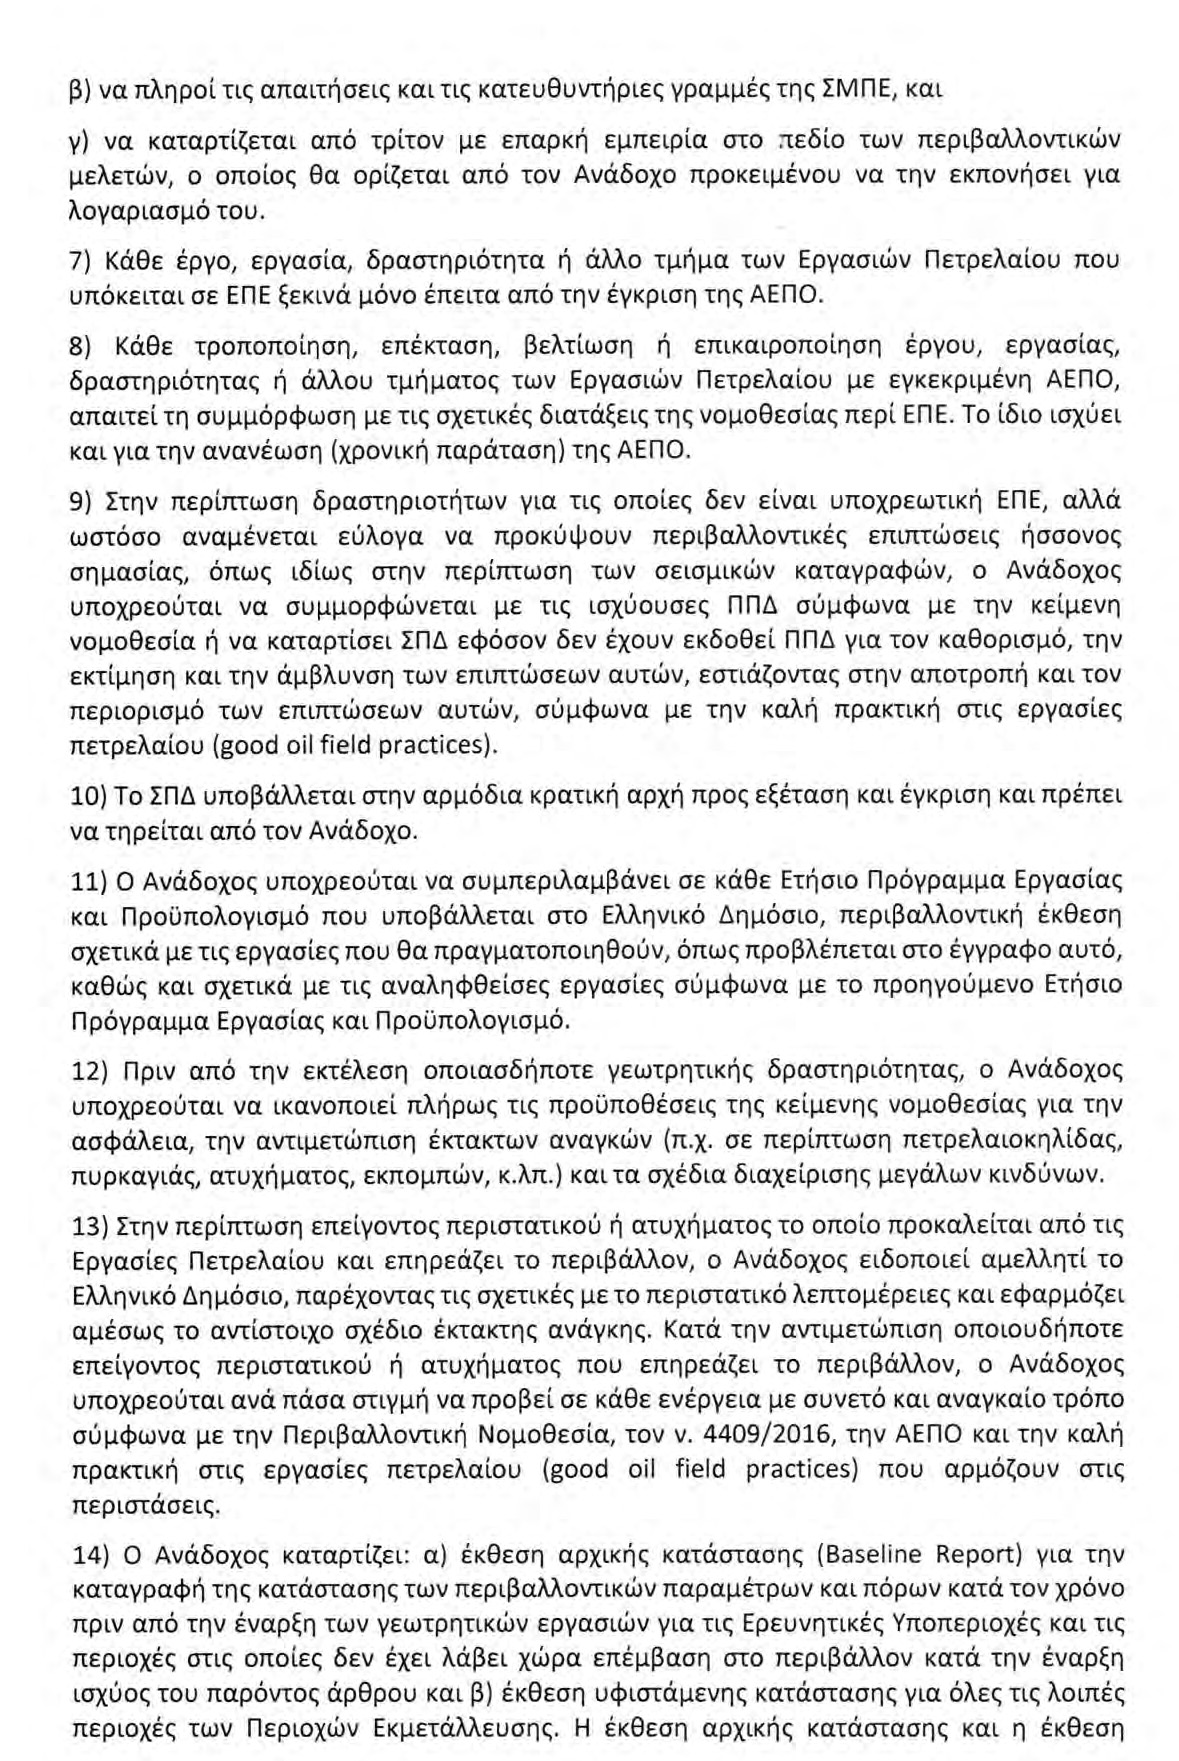 β) να πληροί τις απαιτήσεις και τις κατευθυντήριες γραμμές της ΣΜΠΕ, και
γ) να καταρτίζεται από τρίτον με επαρκή εμπειρία στο πεδίο των περιβαλλοντικών
μελετών, ο οποίος θα ορίζεται από τον Ανάδοχο προκειμένου να την εκπονήσει για
λογαριασμό του.
7) Κάθε έργο, εργασία, δραστηριότητα ή άλλο τμήμα των Εργασιών Πετρελαίου που
υπόκειται σε ΕΠΕ ξεκινά μόνο έπειτα από την έγκριση της ΑΕΠΟ.
8) Κάθε τροποποίηση, επέκταση, βελτίωση ή επικαιροποίηση έργου, εργασίας,
δραστηριότητας ή άλλου τμήματος των Εργασιών Πετρελαίου με εγκεκριμένη ΑΕΠΟ,
απαιτεί τη συμμόρφωση με τις σχετικές διατάξεις της νομοθεσίας περί ΕΠΕ. Το ίδιο ισχύει
και για την ανανέωση (χρονική παράταση) της ΑΕΠΟ.
9) Στην περίπτωση δραστηριοτήτων για τις οποίες δεν είναι υποχρεωτική ΕΠΕ, αλλά
ωστόσο αναμένεται εύλογα να προκύψουν περιβαλλοντικές επιπτώσεις ήσσονος
σημασίας, όπως ιδίως στην περίπτωση των σεισμικών καταγραφών, ο Ανάδοχος
υποχρεούται να συμμορφώνεται με τις ισχύουσες ΠΠΔ σύμφωνα με την κείμενη
νομοθεσία ή να καταρτίσει ΣΠΔ εφόσον δεν έχουν εκδοθεί ΠΠΔ για τον καθορισμό, την
εκτίμηση και την άμβλυνση των επιπτώσεων αυτών, εστιάζοντας στην αποτροπή και τον
περιορισμό των επιπτώσεων αυτών, σύμφωνα με την καλή πρακτική στις εργασίες
πετρελαίου (good oil field practices).
10) Το ΣΠΔ υποβάλλεται στην αρμόδια κρατική αρχή προς εξέταση και έγκριση και πρέπει
να τηρείται από τον Ανάδοχο.
11) Ο Ανάδοχος υποχρεούται να συμπεριλαμβάνει σε κάθε Ετήσιο Πρόγραμμα Εργασίας
και Προϋπολογισμό που υποβάλλεται στο Ελληνικό Δημόσιο, περιβαλλοντική έκθεση
σχετικά με τις εργασίες που θα πραγματοποιηθούν, όπως προβλέπεται στο έγγραφο αυτό,
καθώς και σχετικά με τις αναληφθείσες εργασίες σύμφωνα με το προηγούμενο Ετήσιο
Πρόγραμμα Εργασίας και Προϋπολογισμό.
12) Πριν από την εκτέλεση οποιασδήποτε γεωτρητικής δραστηριότητας, ο Ανάδοχος
υποχρεούται να ικανοποιεί πλήρως τις προϋποθέσεις της κείμενης νομοθεσίας για την
ασφάλεια, την αντιμετώπιση έκτακτων αναγκών (π.χ. σε περίπτωση πετρελαιοκηλίδας,
πυρκαγιάς, ατυχήματος, εκπομπών, κ.λπ.) και τα σχέδια διαχείρισης μεγάλων κινδύνων.
13) Στην περίπτωση επείγοντος περιστατικού ή ατυχήματος το οποίο προκαλείται από τις
Εργασίες Πετρελαίου και επηρεάζει το περιβάλλον, ο Ανάδοχος ειδοποιεί αμελλητί το
Ελληνικό Δημόσιο, παρέχοντας τις σχετικές με το περιστατικό λεπτομέρειες και εφαρμόζει
αμέσως το αντίστοιχο σχέδιο έκτακτης ανάγκης. Κατά την αντιμετώπιση οποιουδήποτε
επείγοντος περιστατικού ή ατυχήματος που επηρεάζει το περιβάλλον, ο Ανάδοχος
υποχρεούται ανά πάσα στιγμή να προβεί σε κάθε ενέργεια με συνετό και αναγκαίο τρόπο
σύμφωνα με την Περιβαλλοντική Νομοθεσία, τον ν. 4409/2016, την ΑΕΠΟ και την καλή
πρακτική στις εργασίες πετρελαίου (good oil field practices) που αρμόζουν στις
περιστάσεις.
14) Ο Ανάδοχος καταρτίζει: α) έκθεση αρχικής κατάστασης (Baseline Report) για την
καταγραφή της κατάστασης των περιβαλλοντικών παραμέτρων και πόρων κατά τον χρόνο
πριν από την έναρξη των γεωτρητικών εργασιών για τις Ερευνητικές Υποπεριοχές και τις
περιοχές στις οποίες δεν έχει λάβει χώρα επέμβαση στο περιβάλλον κατά την έναρξη
ισχύος του παρόντος άρθρου και β) έκθεση υφιστάμενης κατάστασης για όλες τις λοιπές
περιοχές των Περιοχών Εκμετάλλευσης. Η έκθεση αρχικής κατάστασης και η έκθεση